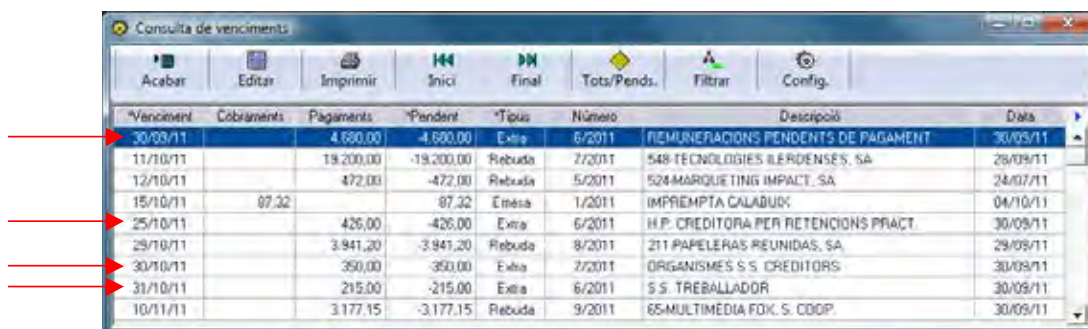 Consulta de venciments
Acabar Editar Imprimir Inici Final Tots/Pends. Filtrar Config.
*Venciment Cobraments Pagaments *Pendent *Tipus Número Descripció Data
30/09/11 4.680,00 -4.680,00 Extra 6/2011 REMUNERACIONS PENDENTS DE PAGAMENT 30/09/11
11/10/11 19.200,00 -19.200,00 Rebuda 7/2011 548-TECNOLOGIES ILERDENSES, SA 28/09/11
12/10/11 472,00 -472,00 Rebuda 5/2011 524-MARQUETING IMPACT, SA 24/07/11
15/10/11 87,32 87,32 Emesa 1/2011 IMPREMPTA CALABUIX 04/10/11
25/10/11 426,00 -426,00 Extra 6/2011 H.P. CREDITORA PER RETENCIONS PRACT. 30/09/11
29/10/11 3.941,20 -3.941,20 Rebuda 8/2011 211-PAPELERAS REUNIDAS, SA 29/09/11
30/10/11 350,00 -350,00 Extra 7/2011 ORGANISMES S.S. CREDITORS 30/09/11
31/10/11 215,00 -215,00 Extra 6/2011 S.S. TREBALLADOR 30/09/11
10/11/11 3.177,15 -3.177,15 Rebuda 9/2011 65-MULTIMÈDIA FOX, S. COOP. 30/09/11